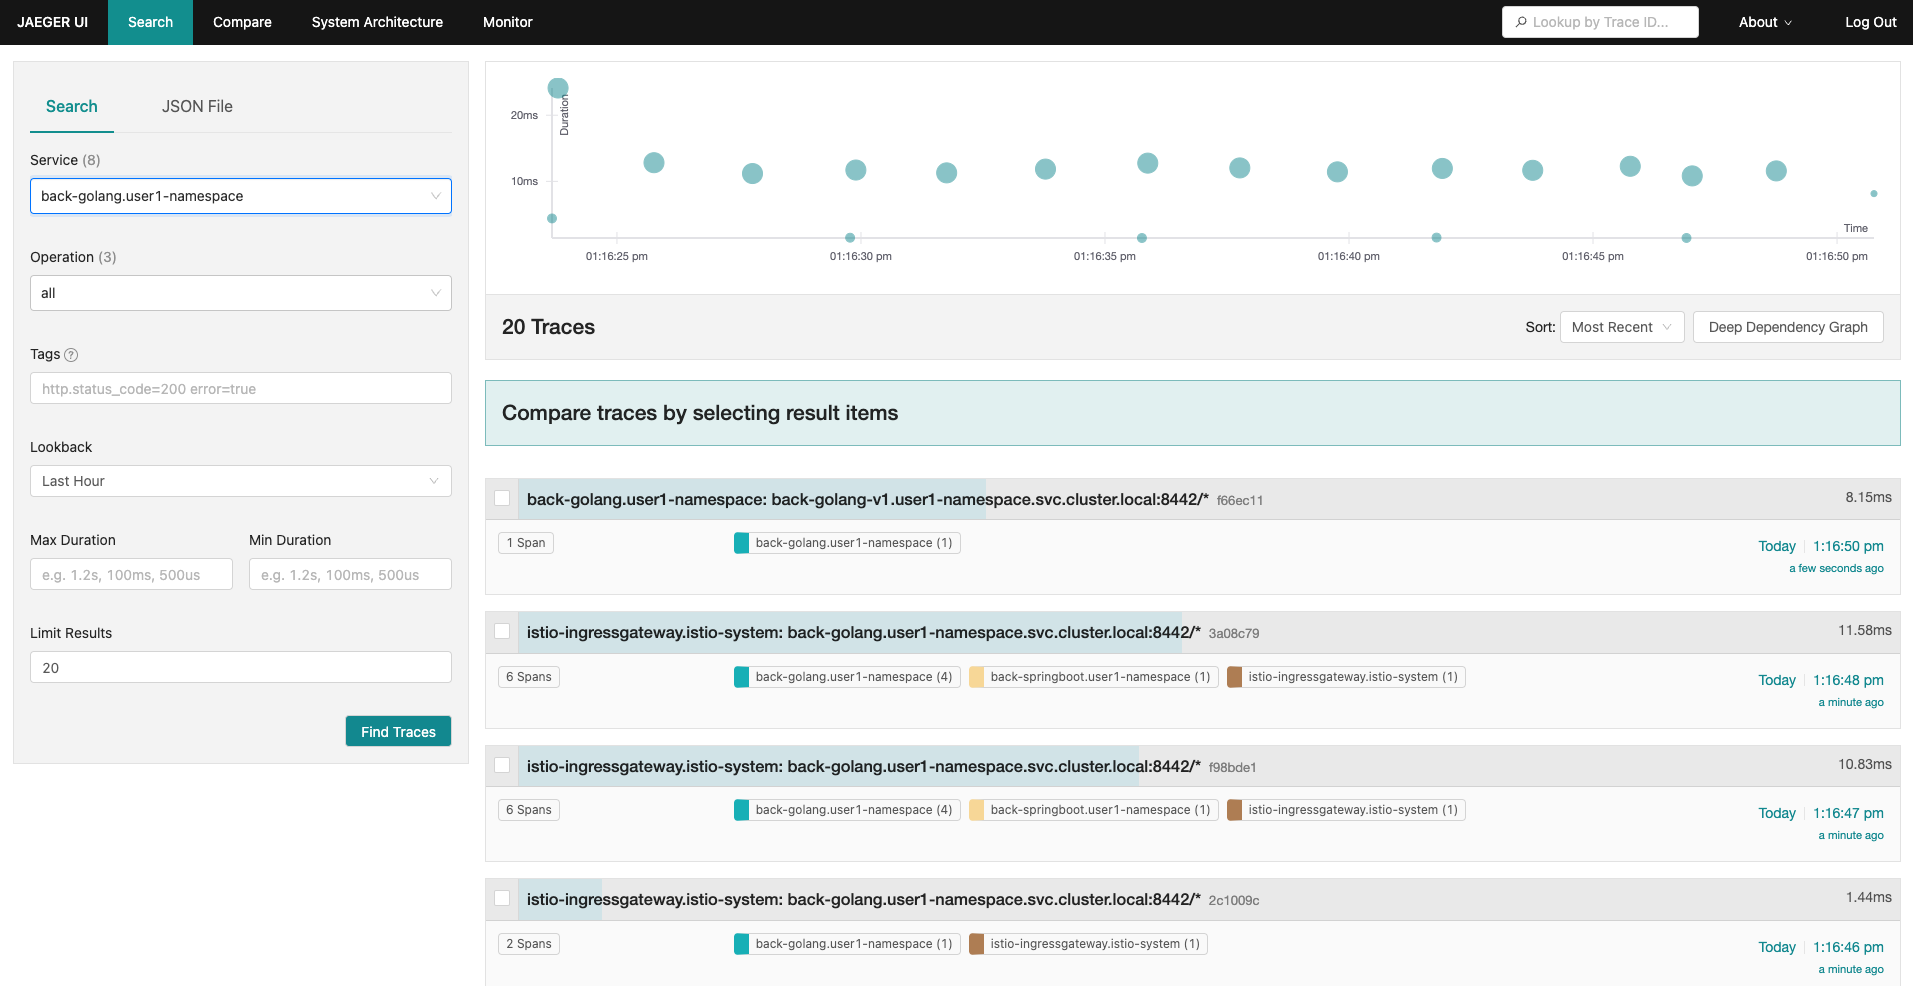 JAEGER UI Search Compare System Architecture Monitor Lookup by Trace ID... About Log Out
Search JSON File
Service (8)
back-golang.user1-namespace
Operation (3)
all
Tags ?
http.status_code=200 error=true
Lookback
Last Hour
Max Duration Min Duration
e.g. 1.2s, 100ms, 500us e.g. 1.2s, 100ms, 500us
Limit Results
20
Find Traces
Duration
20ms
10ms
Time
01:16:25 pm 01:16:30 pm 01:16:35 pm 01:16:40 pm 01:16:45 pm 01:16:50 pm
20 Traces Sort: Most Recent Deep Dependency Graph
Compare traces by selecting result items
back-golang.user1-namespace: back-golang-v1.user1-namespace.svc.cluster.local:8442/* f66ec11 8.15ms
1 Span back-golang.user1-namespace (1) Today 1:16:50 pm
a few seconds ago
istio-ingressgateway.istio-system: back-golang.user1-namespace.svc.cluster.local:8442/* 3a08c79 11.58ms
6 Spans back-golang.user1-namespace (4) back-springboot.user1-namespace (1) istio-ingressgateway.istio-system (1) Today 1:16:48 pm
a minute ago
istio-ingressgateway.istio-system: back-golang.user1-namespace.svc.cluster.local:8442/* f98bde1 10.83ms
6 Spans back-golang.user1-namespace (4) back-springboot.user1-namespace (1) istio-ingressgateway.istio-system (1) Today 1:16:47 pm
a minute ago
istio-ingressgateway.istio-system: back-golang.user1-namespace.svc.cluster.local:8442/* 2c1009c 1.44ms
2 Spans back-golang.user1-namespace (1) istio-ingressgateway.istio-system (1) Today 1:16:46 pm
a minute ago